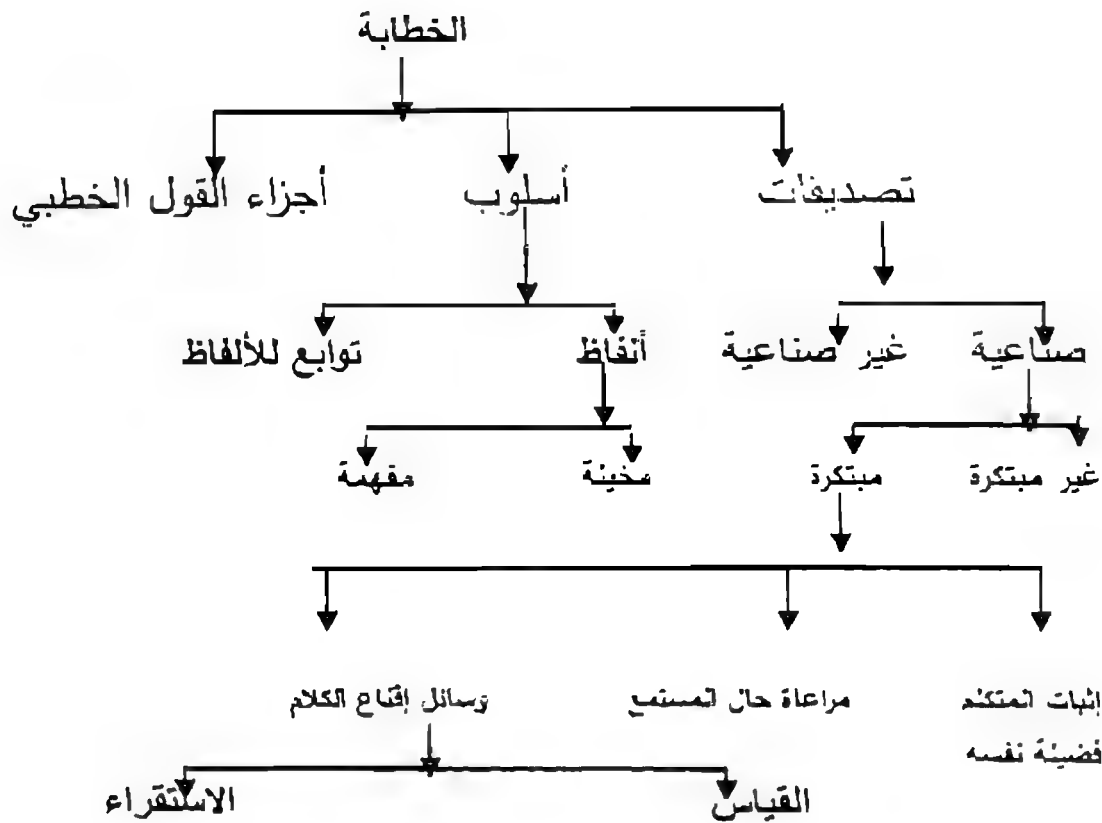 الخطابة
تصديقات أسلوب أجزاء القول الخطبي
صناعية غير صناعية ألفاظ توابع للألفاظ
غير مبتكرة مبتكرة مخيلة مفهمة
إثبات المتكلم مراعاة حال المستمع وسائل إقناع الكلام
فضيلة نفسه
القياس الاستقراء